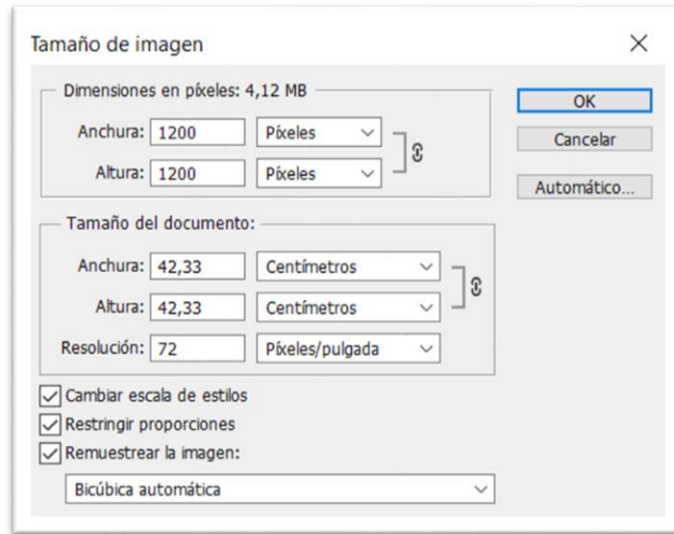 Tamaño de imagen
Dimensiones en píxeles: 4,12 MB
Anchura: 1200 Píxeles
Altura: 1200 Píxeles
OK
Cancelar
Automático...
Tamaño del documento:
Anchura: 42,33 Centímetros
Altura: 42,33 Centímetros
Resolución: 72 Píxeles/pulgada
Cambiar escala de estilos
Restringir proporciones
Remuestrear la imagen:
Bicúbica automática